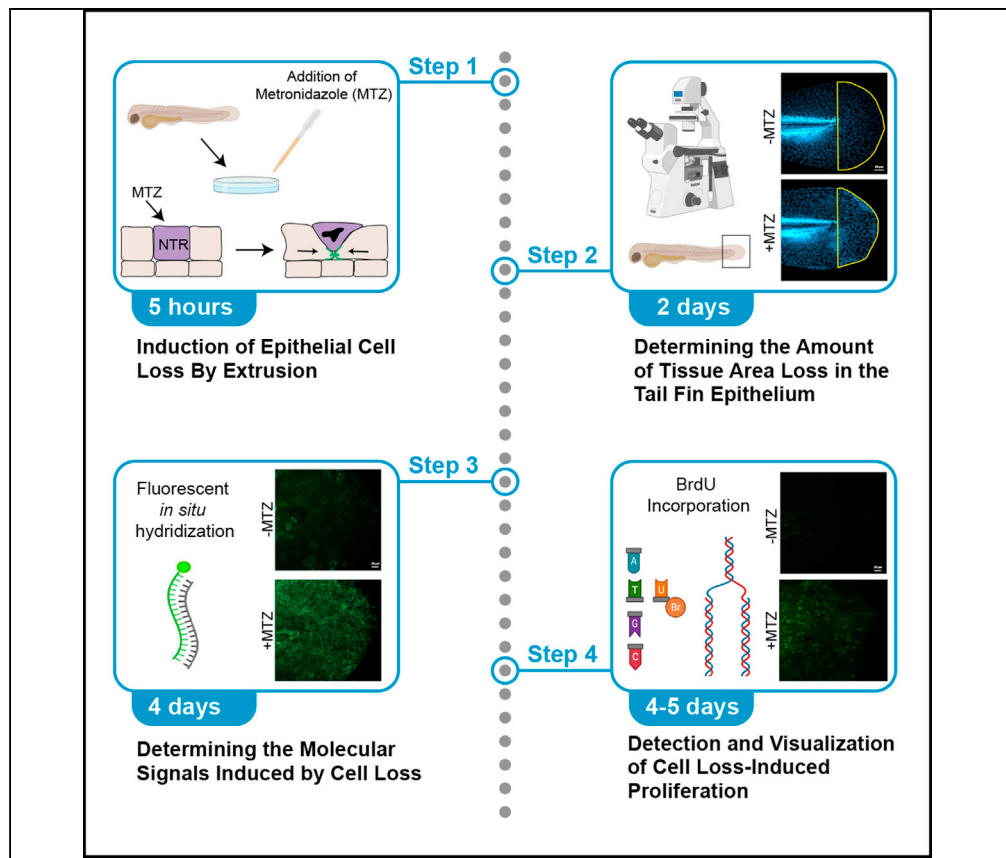 Step 1
Addition of
Metronidazole (MTZ)
MTZ
NTR
5 hours
Induction of Epithelial Cell
Loss By Extrusion
Step 2
-MTZ
+MTZ
2 days
Determining the Amount
of Tissue Area Loss in the
Tail Fin Epithelium
Step 3
Fluorescent
in situ
hydridization
-MTZ
+MTZ
4 days
Determining the Molecular
Signals Induced by Cell Loss
Step 4
BrdU
Incorporation
A
T
U
Br
G
C
-MTZ
+MTZ
4-5 days
Detection and Visualization
of Cell Loss-Induced
Proliferation